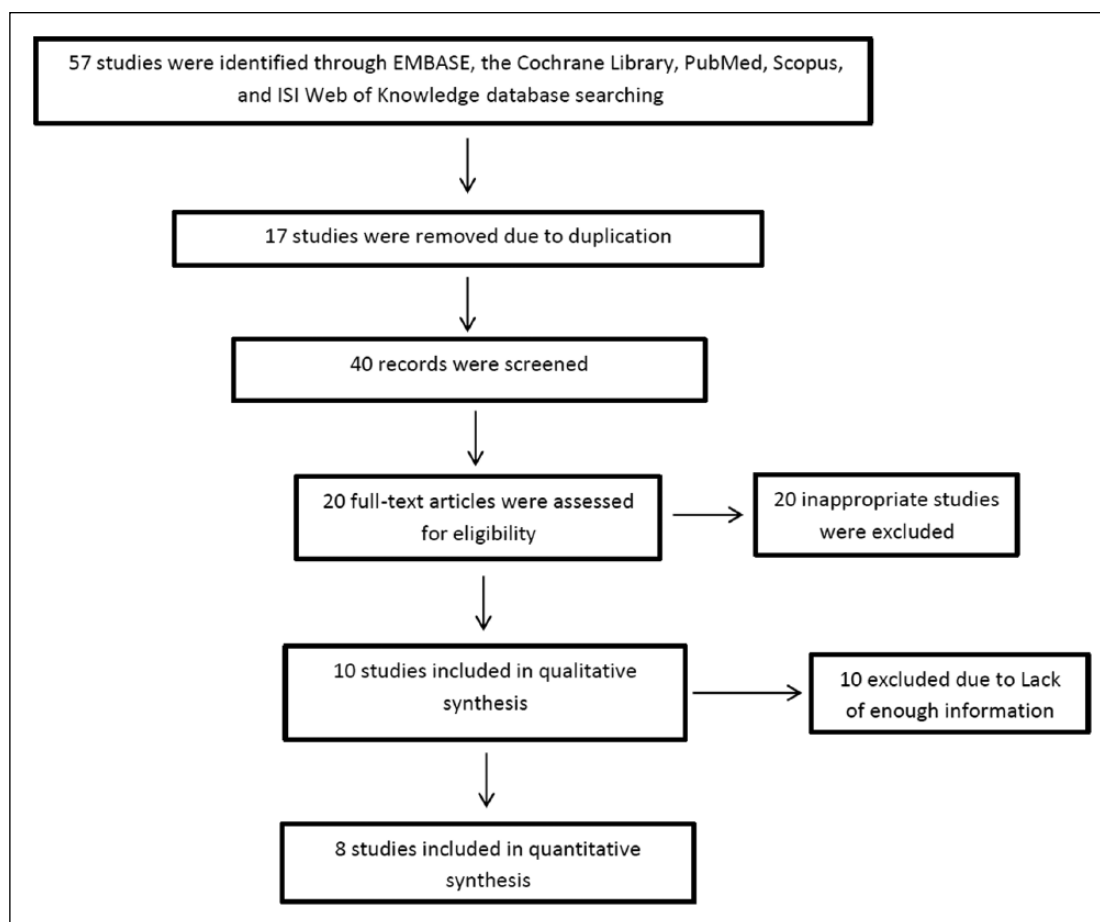 57 studies were identified through EMBASE, the Cochrane Library, PubMed, Scopus,
and ISI Web of Knowledge database searching
17 studies were removed due to duplication
40 records were screened
20 full-text articles were assessed
for eligibility
20 inappropriate studies
were excluded
10 studies included in qualitative
synthesis
10 excluded due to Lack
of enough information
8 studies included in quantitative
synthesis